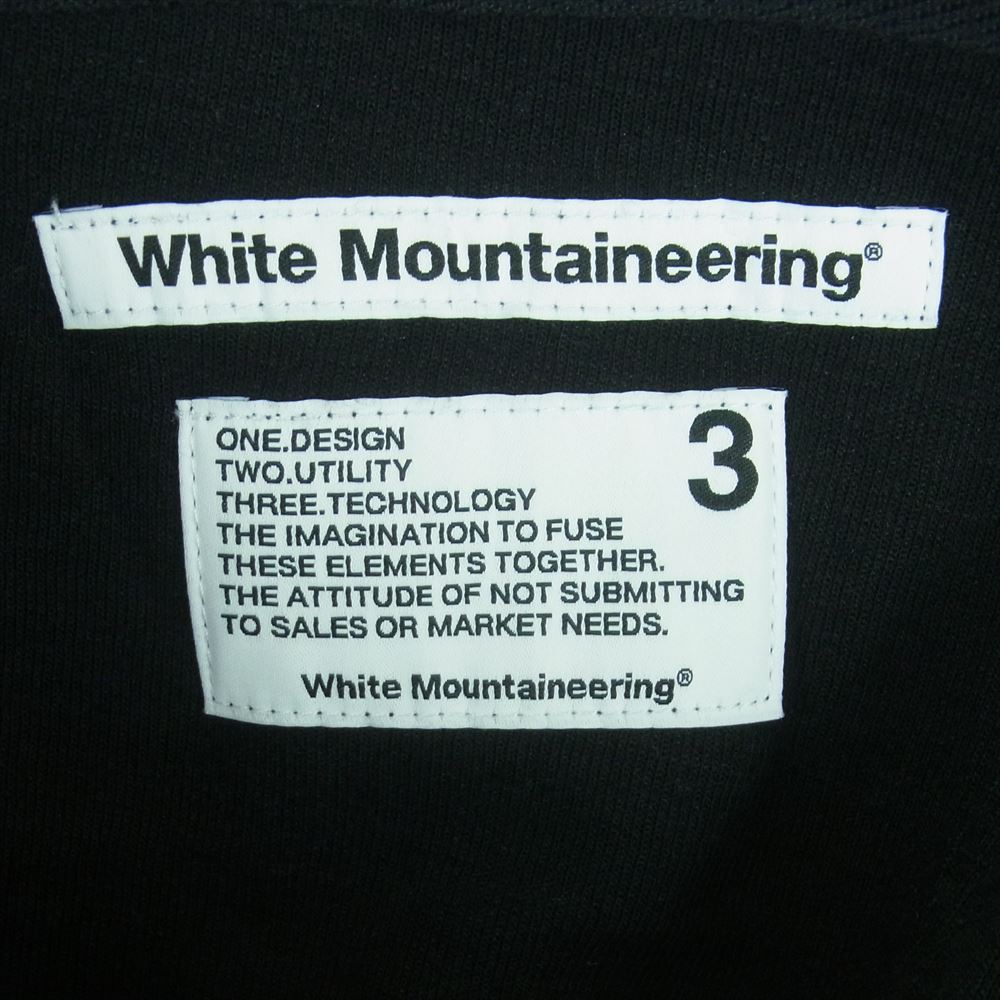 White Mountaineering®
3
ONE.DESIGN
TWO.UTILITY
THREE.TECHNOLOGY
THE IMAGINATION TO FUSE
THESE ELEMENTS TOGETHER.
THE ATTITUDE OF NOT SUBMITTING
TO SALES OR MARKET NEEDS.
White Mountaineering®